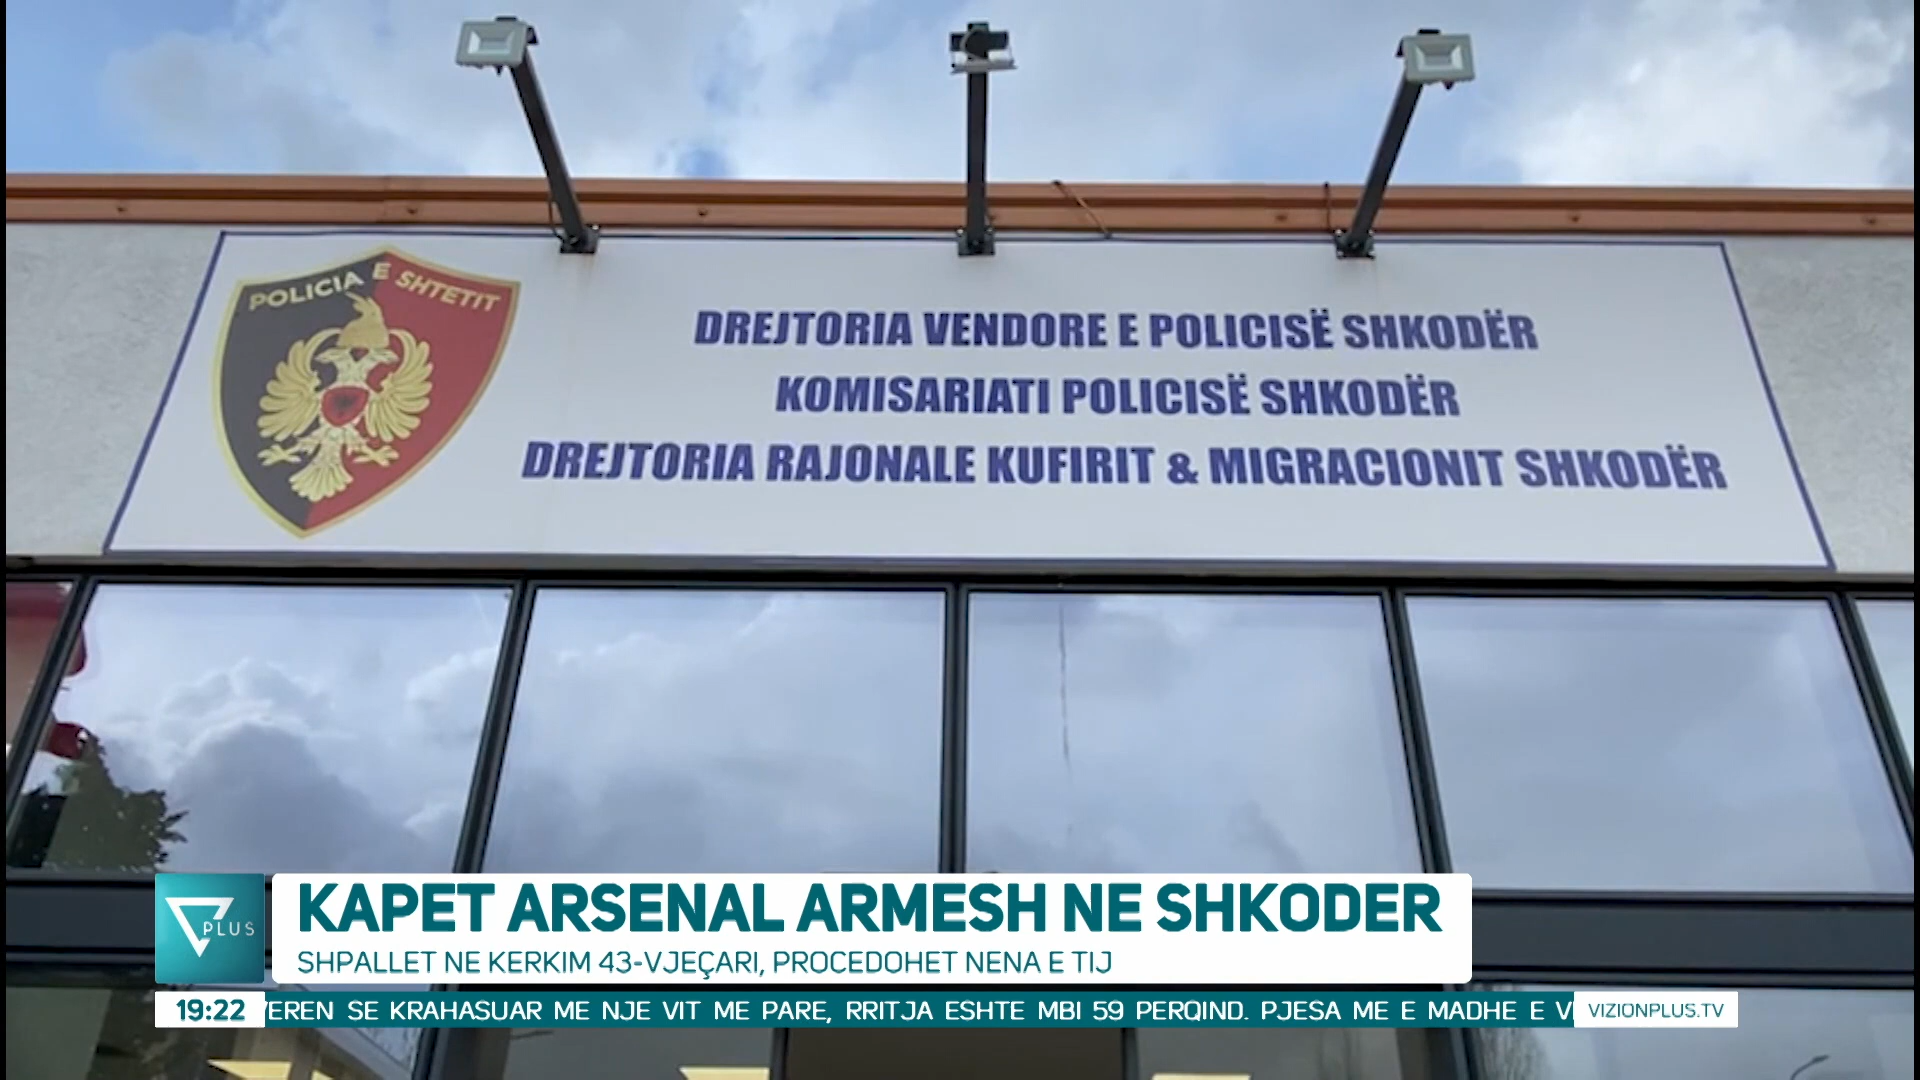 POLICIA E SHTETIT
DREJTORIA VENDORE E POLICISË SHKODËR
KOMISARIATI POLICISË SHKODËR
DREJTORIA RAJONALE KUFIRIT & MIGRACIONIT SHKODËR
PLUS
KAPET ARSENAL ARMESH NE SHKODER
SHPALLET NE KERKIM 43-VJEÇARI, PROCEDOHET NENA E TIJ
19:22 SE KRAHASUAR ME NJE VIT ME PARE, RRITJA ESHTE MBI 59 PERQIND. PJESA ME E MADHE E VIZIONPLUS.TV